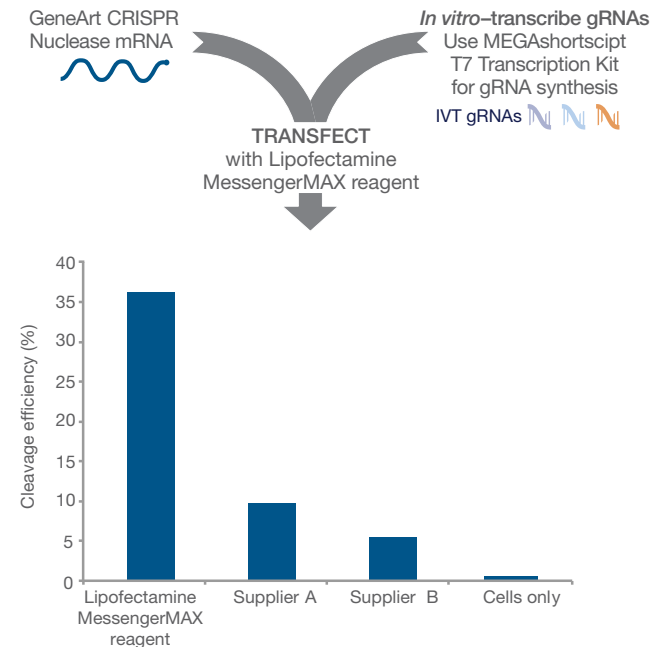 GeneArt CRISPR
Nuclease mRNA
In vitro–transcribe gRNAs
Use MEGAshortscipt
T7 Transcription Kit
for gRNA synthesis
IVT gRNAs
TRANSFECT
with Lipofectamine
MessengerMAX reagent
Cleavage efficiency (%)
40
35
30
25
20
15
10
5
0
Lipofectamine
MessengerMAX
reagent
Supplier A
Supplier B
Cells only